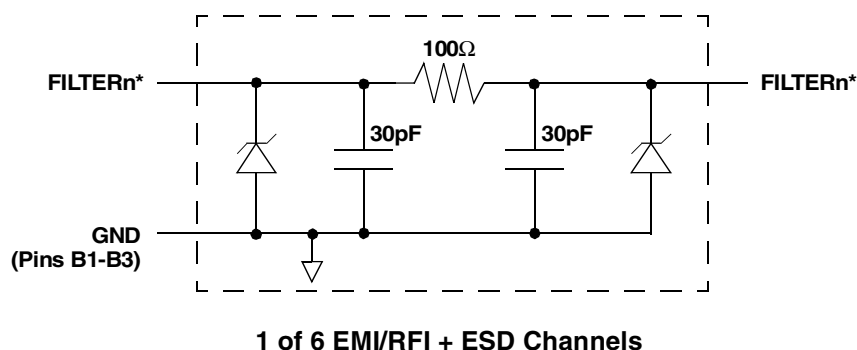 100Ω
FILTERn*
FILTERn*
30pF
30pF
GND
(Pins B1-B3)
1 of 6 EMI/RFI + ESD Channels